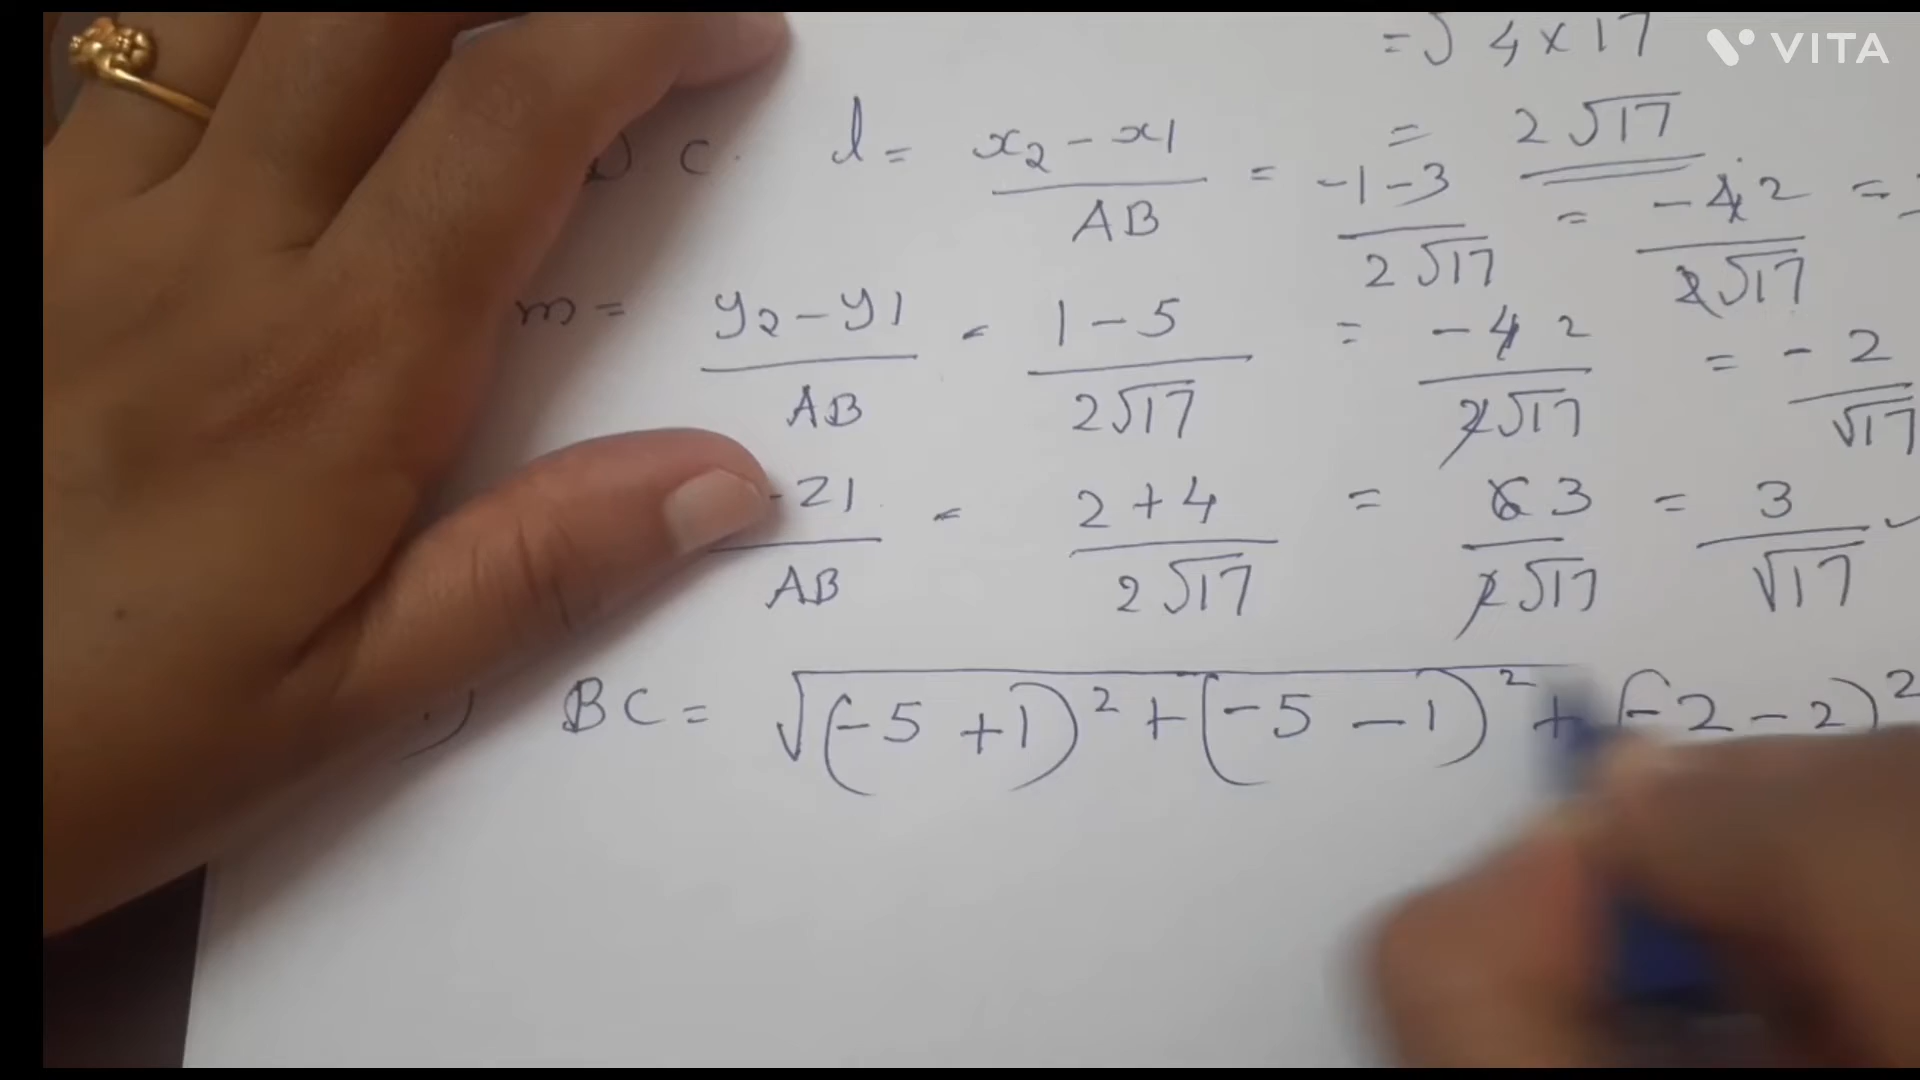 = √4×17
VITA
= 2√17
D C. l = x2 - x1 / AB = -1-3 / 2√17 = -4 2 / 2√17 =
m = y2 - y1 / AB = 1-5 / 2√17 = -4 2 / 2√17 = -2 / √17
-z1 / AB = 2+4 / 2√17 = 6 3 / 2√17 = 3 / √17
BC = √(-5+1)² + (-5-1)² + (-2-2)²